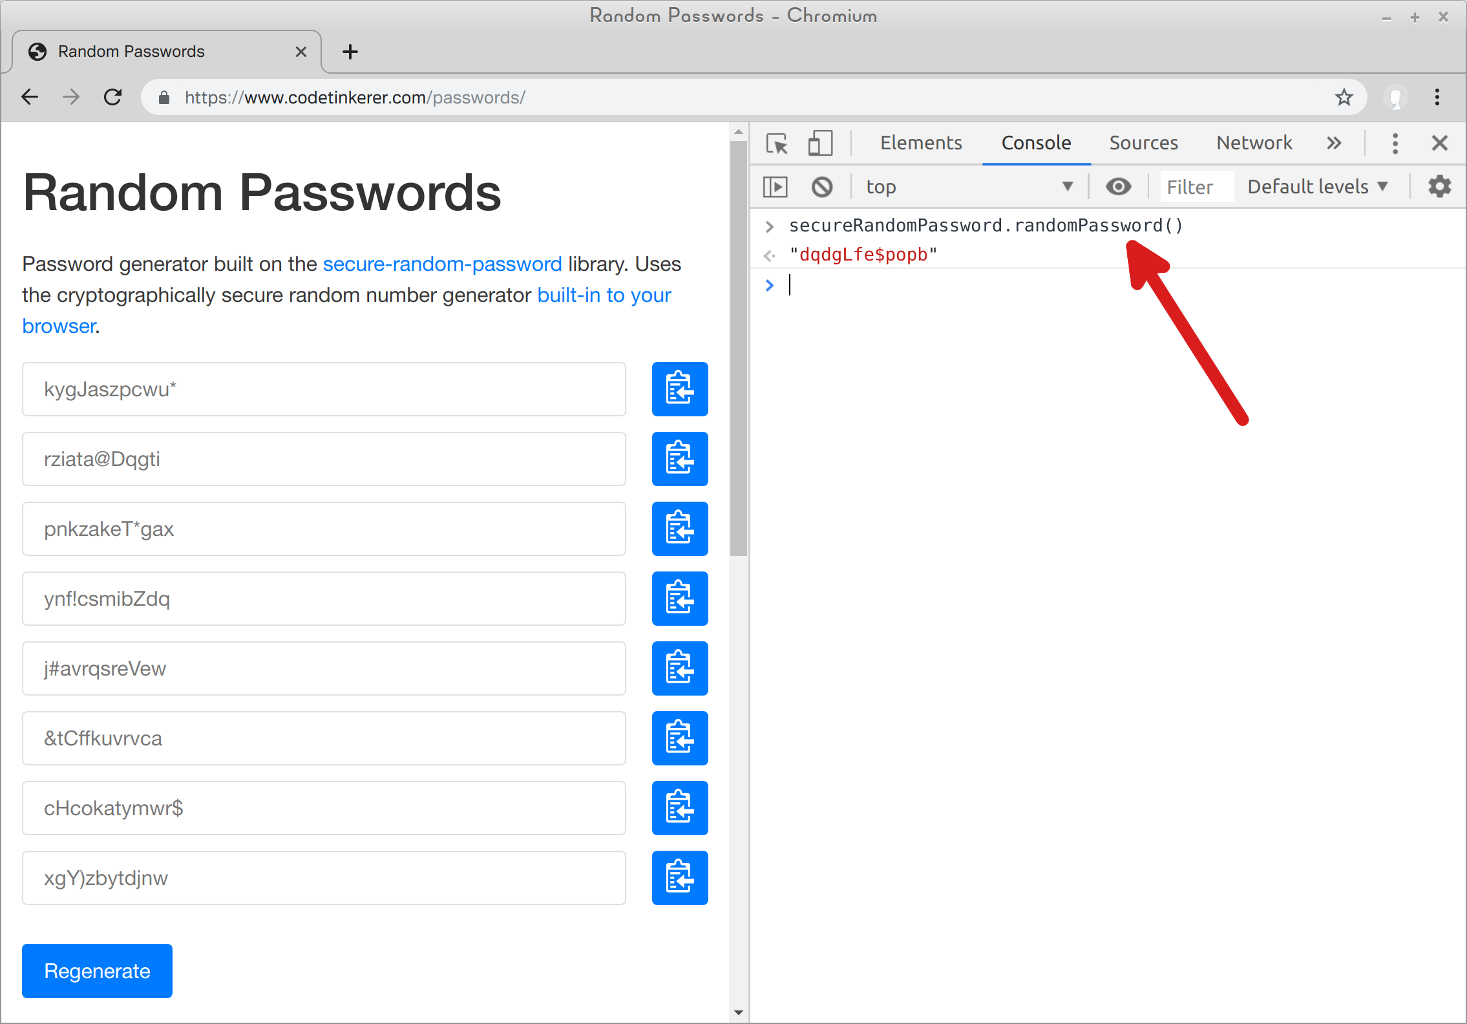 Random Passwords - Chromium
Random Passwords
https://www.codetinkerer.com/passwords/
Random Passwords
Password generator built on the secure-random-password library. Uses
the cryptographically secure random number generator built-in to your
browser.
kygJaszpcwu*
rziata@Dqgti
pnkzakeT*gax
ynf!csmibZdq
j#avrqsreVew
&tCffkuvrvca
cHcokatymwr$
xgY)zbytdjnw
Regenerate
Elements Console Sources Network
top Filter Default levels
secureRandomPassword.randomPassword()
"dqdgLfe$popb"